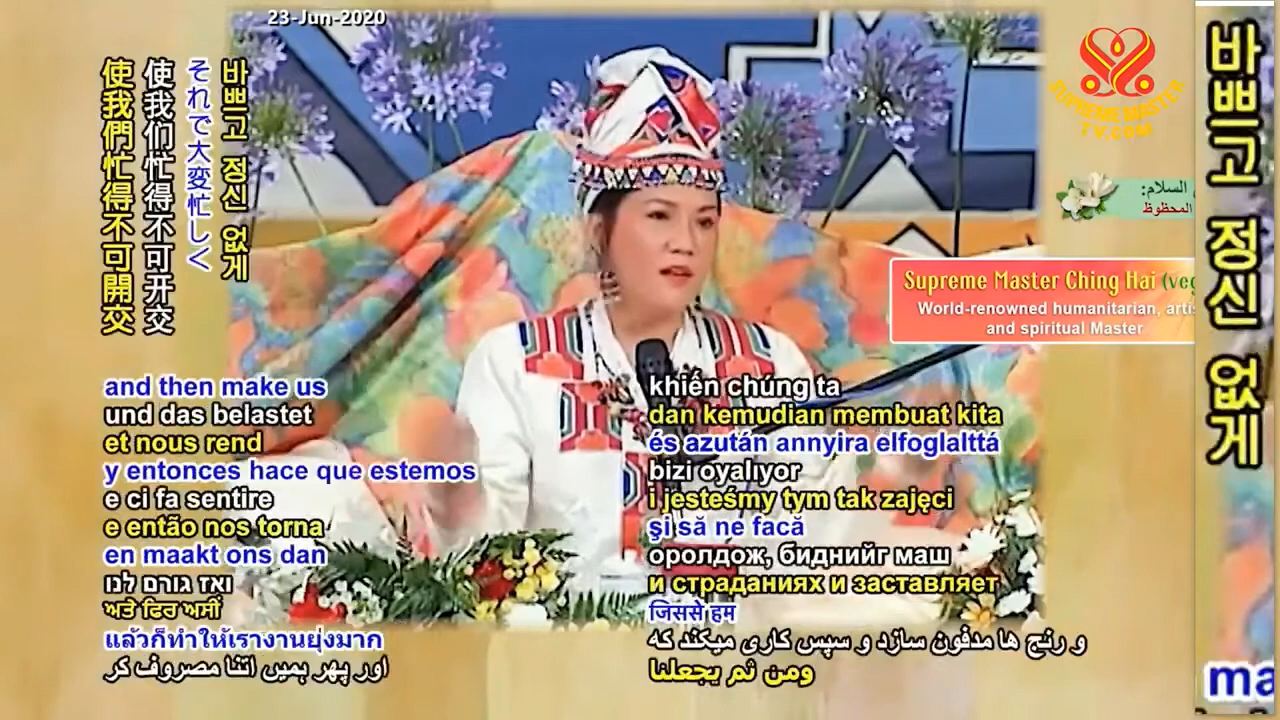 23-Jun-2020
使我們忙得不可開交
使我们忙得不可开交
それで大変忙しく
바쁘고 정신 없게
SUPREME MASTER
TV.COM
السلام:
المحظوظ
Supreme Master Ching Hai (veg
World-renowned humanitarian, artis
and spiritual Master
and then make us
und das belastet
et nous rend
y entonces hace que estemos
e ci fa sentire
e então nos torna
en maakt ons dan
ואז גורם לנו
ਅਤੇ ਫਿਰ ਅਸੀਂ
แล้วก็ทำให้เรางานยุ่งมาก
اور پھر ہمیں اتنا مصروف کر
khiến chúng ta
dan kemudian membuat kita
és azután annyira elfoglalttá
bizi oyalıyor
i jesteśmy tym tak zajęci
şi să ne facă
оролдож, биднийг маш
и страданиях и заставляет
जिससे हम
و رنج ها مدفون سازد و سپس کاری میکند که
ومن ثم يجعلنا
바쁘고 정신 없게
ma